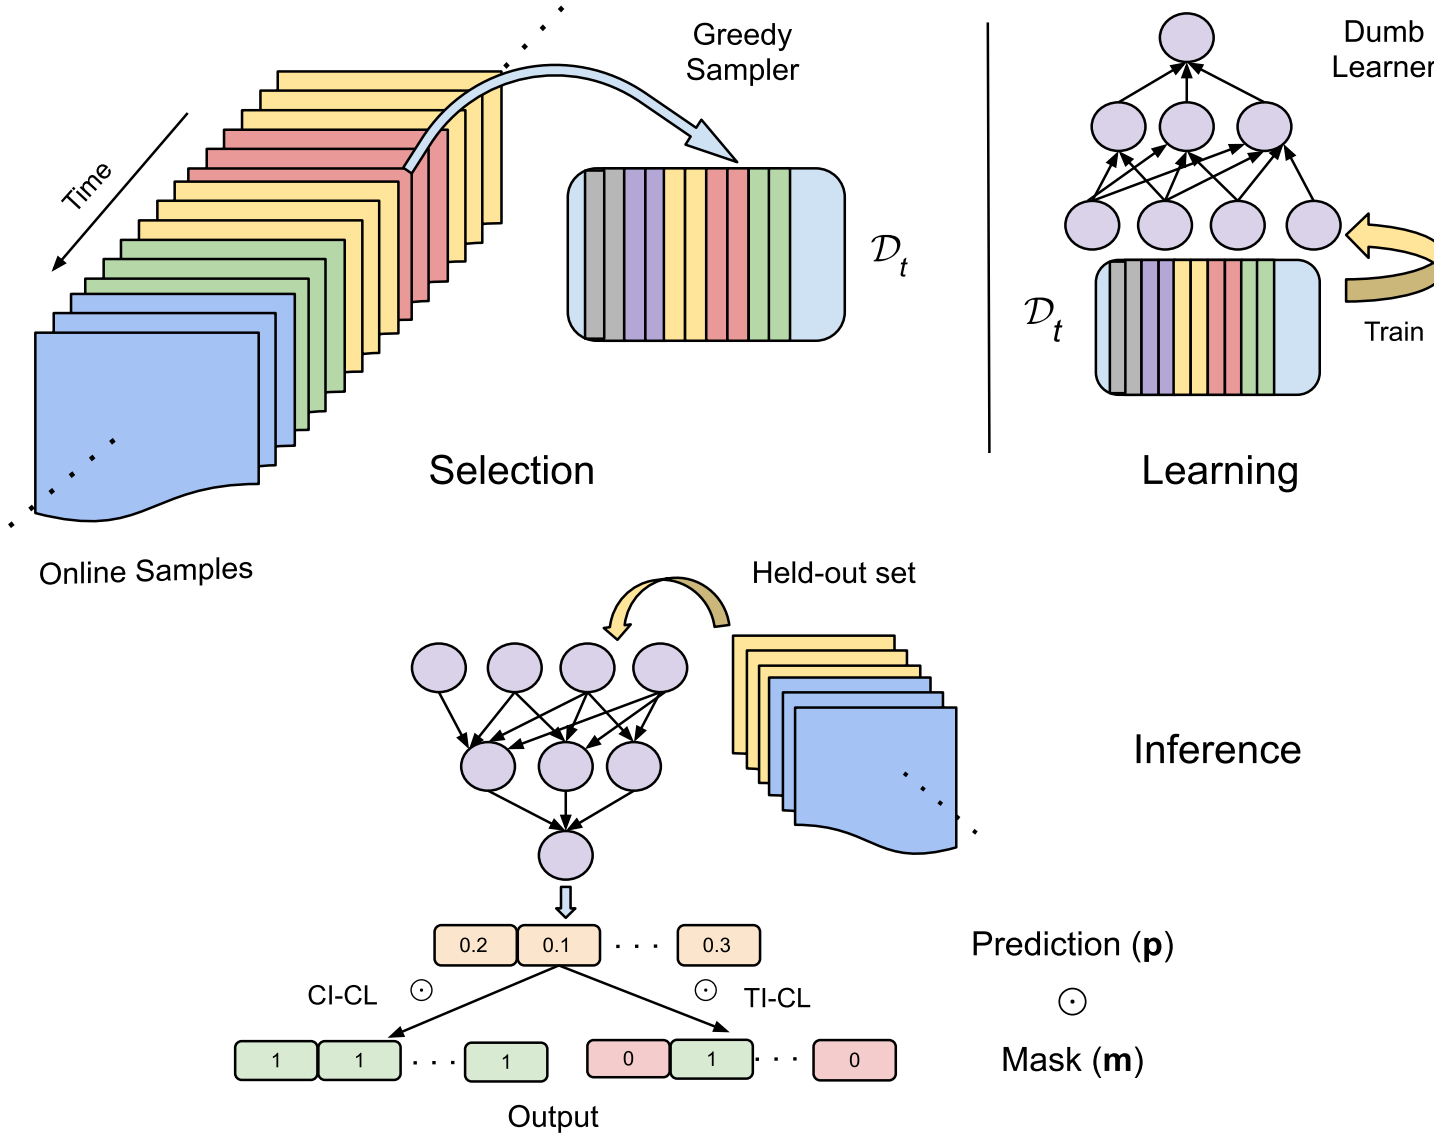 Greedy
Sampler
Dumb
Learner
Time
𝒟t
𝒟t
Train
Selection
Learning
Online Samples
Held-out set
Inference
0.2 0.1 · · · 0.3
Prediction (p)
CI-CL ⊙ ⊙ TI-CL
⊙
1 1 · · · 1 0 1 · · · 0
Mask (m)
Output